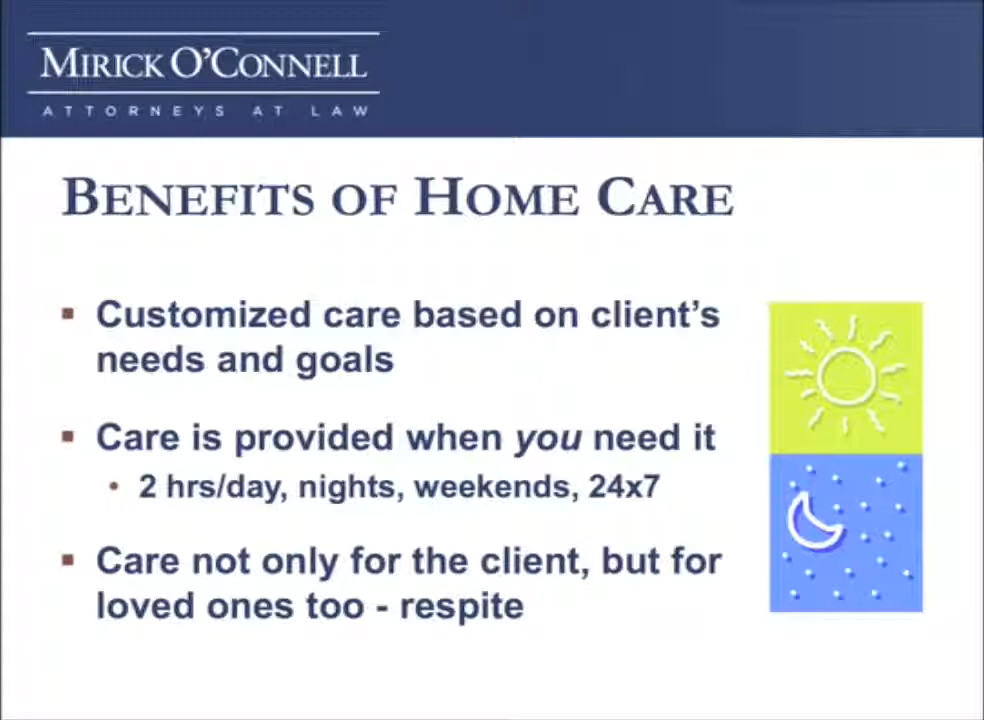 MIRICK O'CONNELL
ATTORNEYS AT LAW
BENEFITS OF HOME CARE
▪ Customized care based on client's
needs and goals
▪ Care is provided when you need it
• 2 hrs/day, nights, weekends, 24x7
▪ Care not only for the client, but for
loved ones too - respite